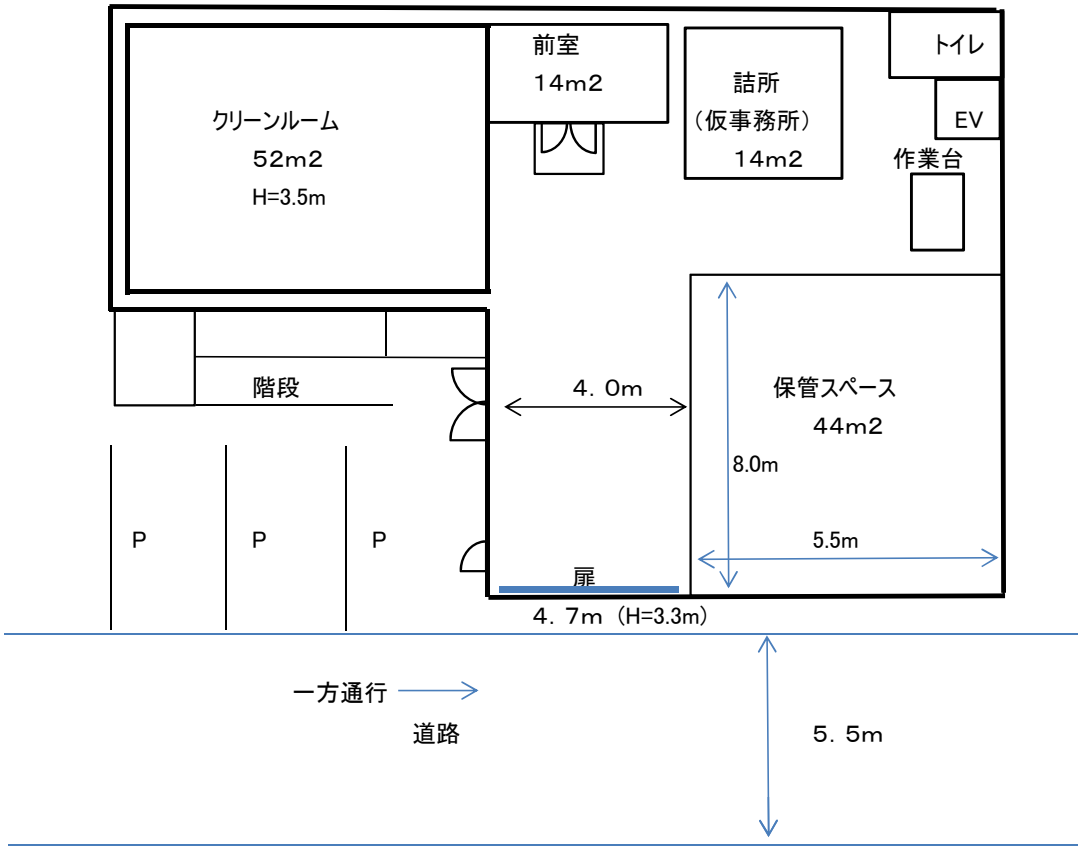 クリーンルーム
52m2
H=3.5m
前室
14m2
詰所
（仮事務所）
14m2
トイレ
EV
作業台
階段
4．0m
保管スペース
44m2
8.0m
5.5m
P
P
P
扉
4．7m（H=3.3m）
一方通行
道路
5．5m